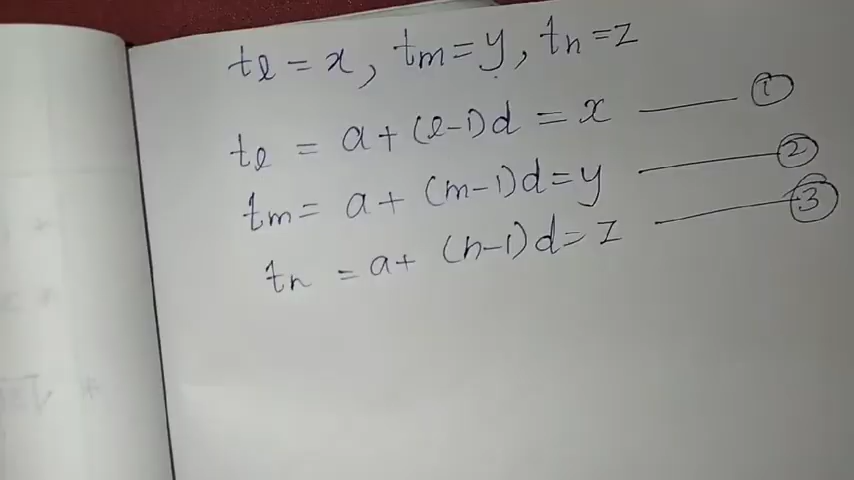 tℓ = x, tm = y, tn = z
tℓ = a + (ℓ-1)d = x —— ①
tm = a + (m-1)d = y —— ②
tn = a + (n-1)d = z —— ③